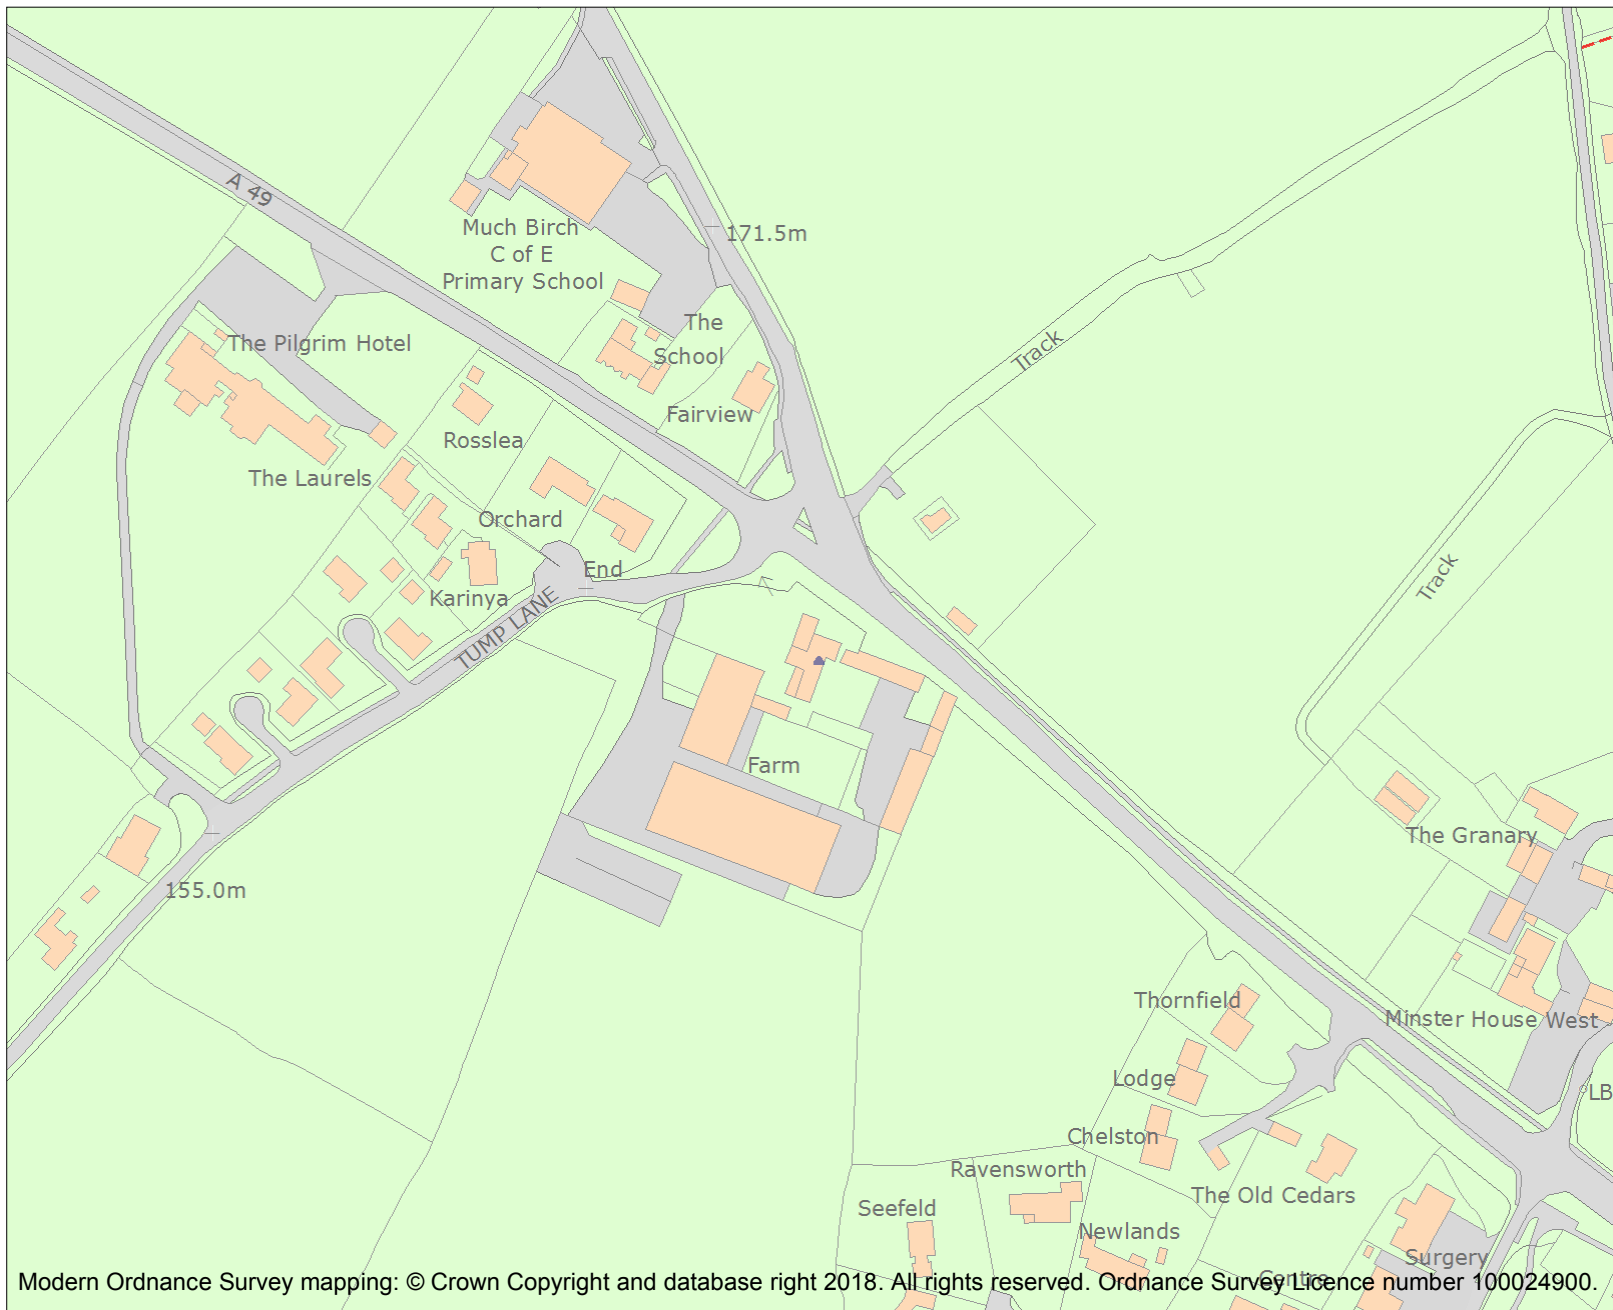 A 49
Much Birch
C of E
Primary School
171.5m
The
School
The Pilgrim Hotel
Track
Fairview
Rosslea
The Laurels
Orchard
End
Karinya
TUMP LANE
Track
Farm
The Granary
155.0m
Thornfield
Minster House West
Lodge
LB
Chelston
Ravensworth
The Old Cedars
Seefeld
Newlands
Surgery
Centre
Modern Ordnance Survey mapping: © Crown Copyright and database right 2018. All rights reserved. Ordnance Survey Licence number 100024900.